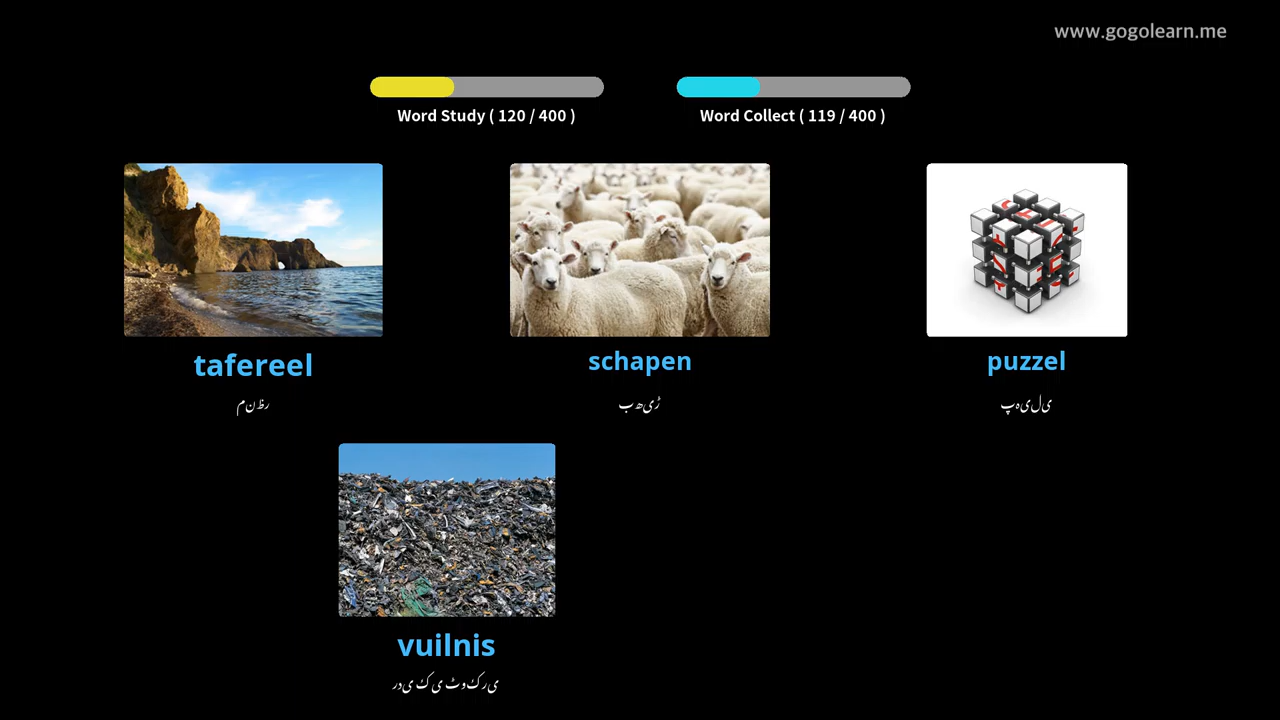 www.gogolearn.me
Word Study ( 120 / 400 )
Word Collect ( 119 / 400 )
tafereel
schapen
puzzel
منظر
بھیڑ
پہیلی
vuilnis
ردی کی ٹوکری